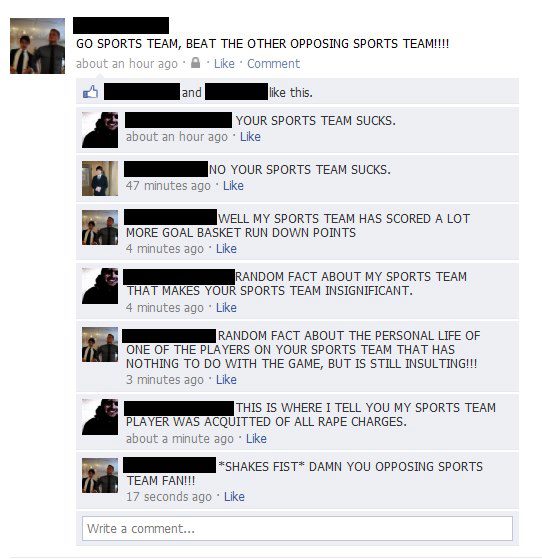 GO SPORTS TEAM, BEAT THE OTHER OPPOSING SPORTS TEAM!!!!
about an hour ago · Like · Comment
and like this.
YOUR SPORTS TEAM SUCKS.
about an hour ago · Like
NO YOUR SPORTS TEAM SUCKS.
47 minutes ago · Like
WELL MY SPORTS TEAM HAS SCORED A LOT
MORE GOAL BASKET RUN DOWN POINTS
4 minutes ago · Like
RANDOM FACT ABOUT MY SPORTS TEAM
THAT MAKES YOUR SPORTS TEAM INSIGNIFICANT.
4 minutes ago · Like
RANDOM FACT ABOUT THE PERSONAL LIFE OF
ONE OF THE PLAYERS ON YOUR SPORTS TEAM THAT HAS
NOTHING TO DO WITH THE GAME, BUT IS STILL INSULTING!!!
3 minutes ago · Like
THIS IS WHERE I TELL YOU MY SPORTS TEAM
PLAYER WAS ACQUITTED OF ALL RAPE CHARGES.
about a minute ago · Like
*SHAKES FIST* DAMN YOU OPPOSING SPORTS
TEAM FAN!!!
17 seconds ago · Like
Write a comment...